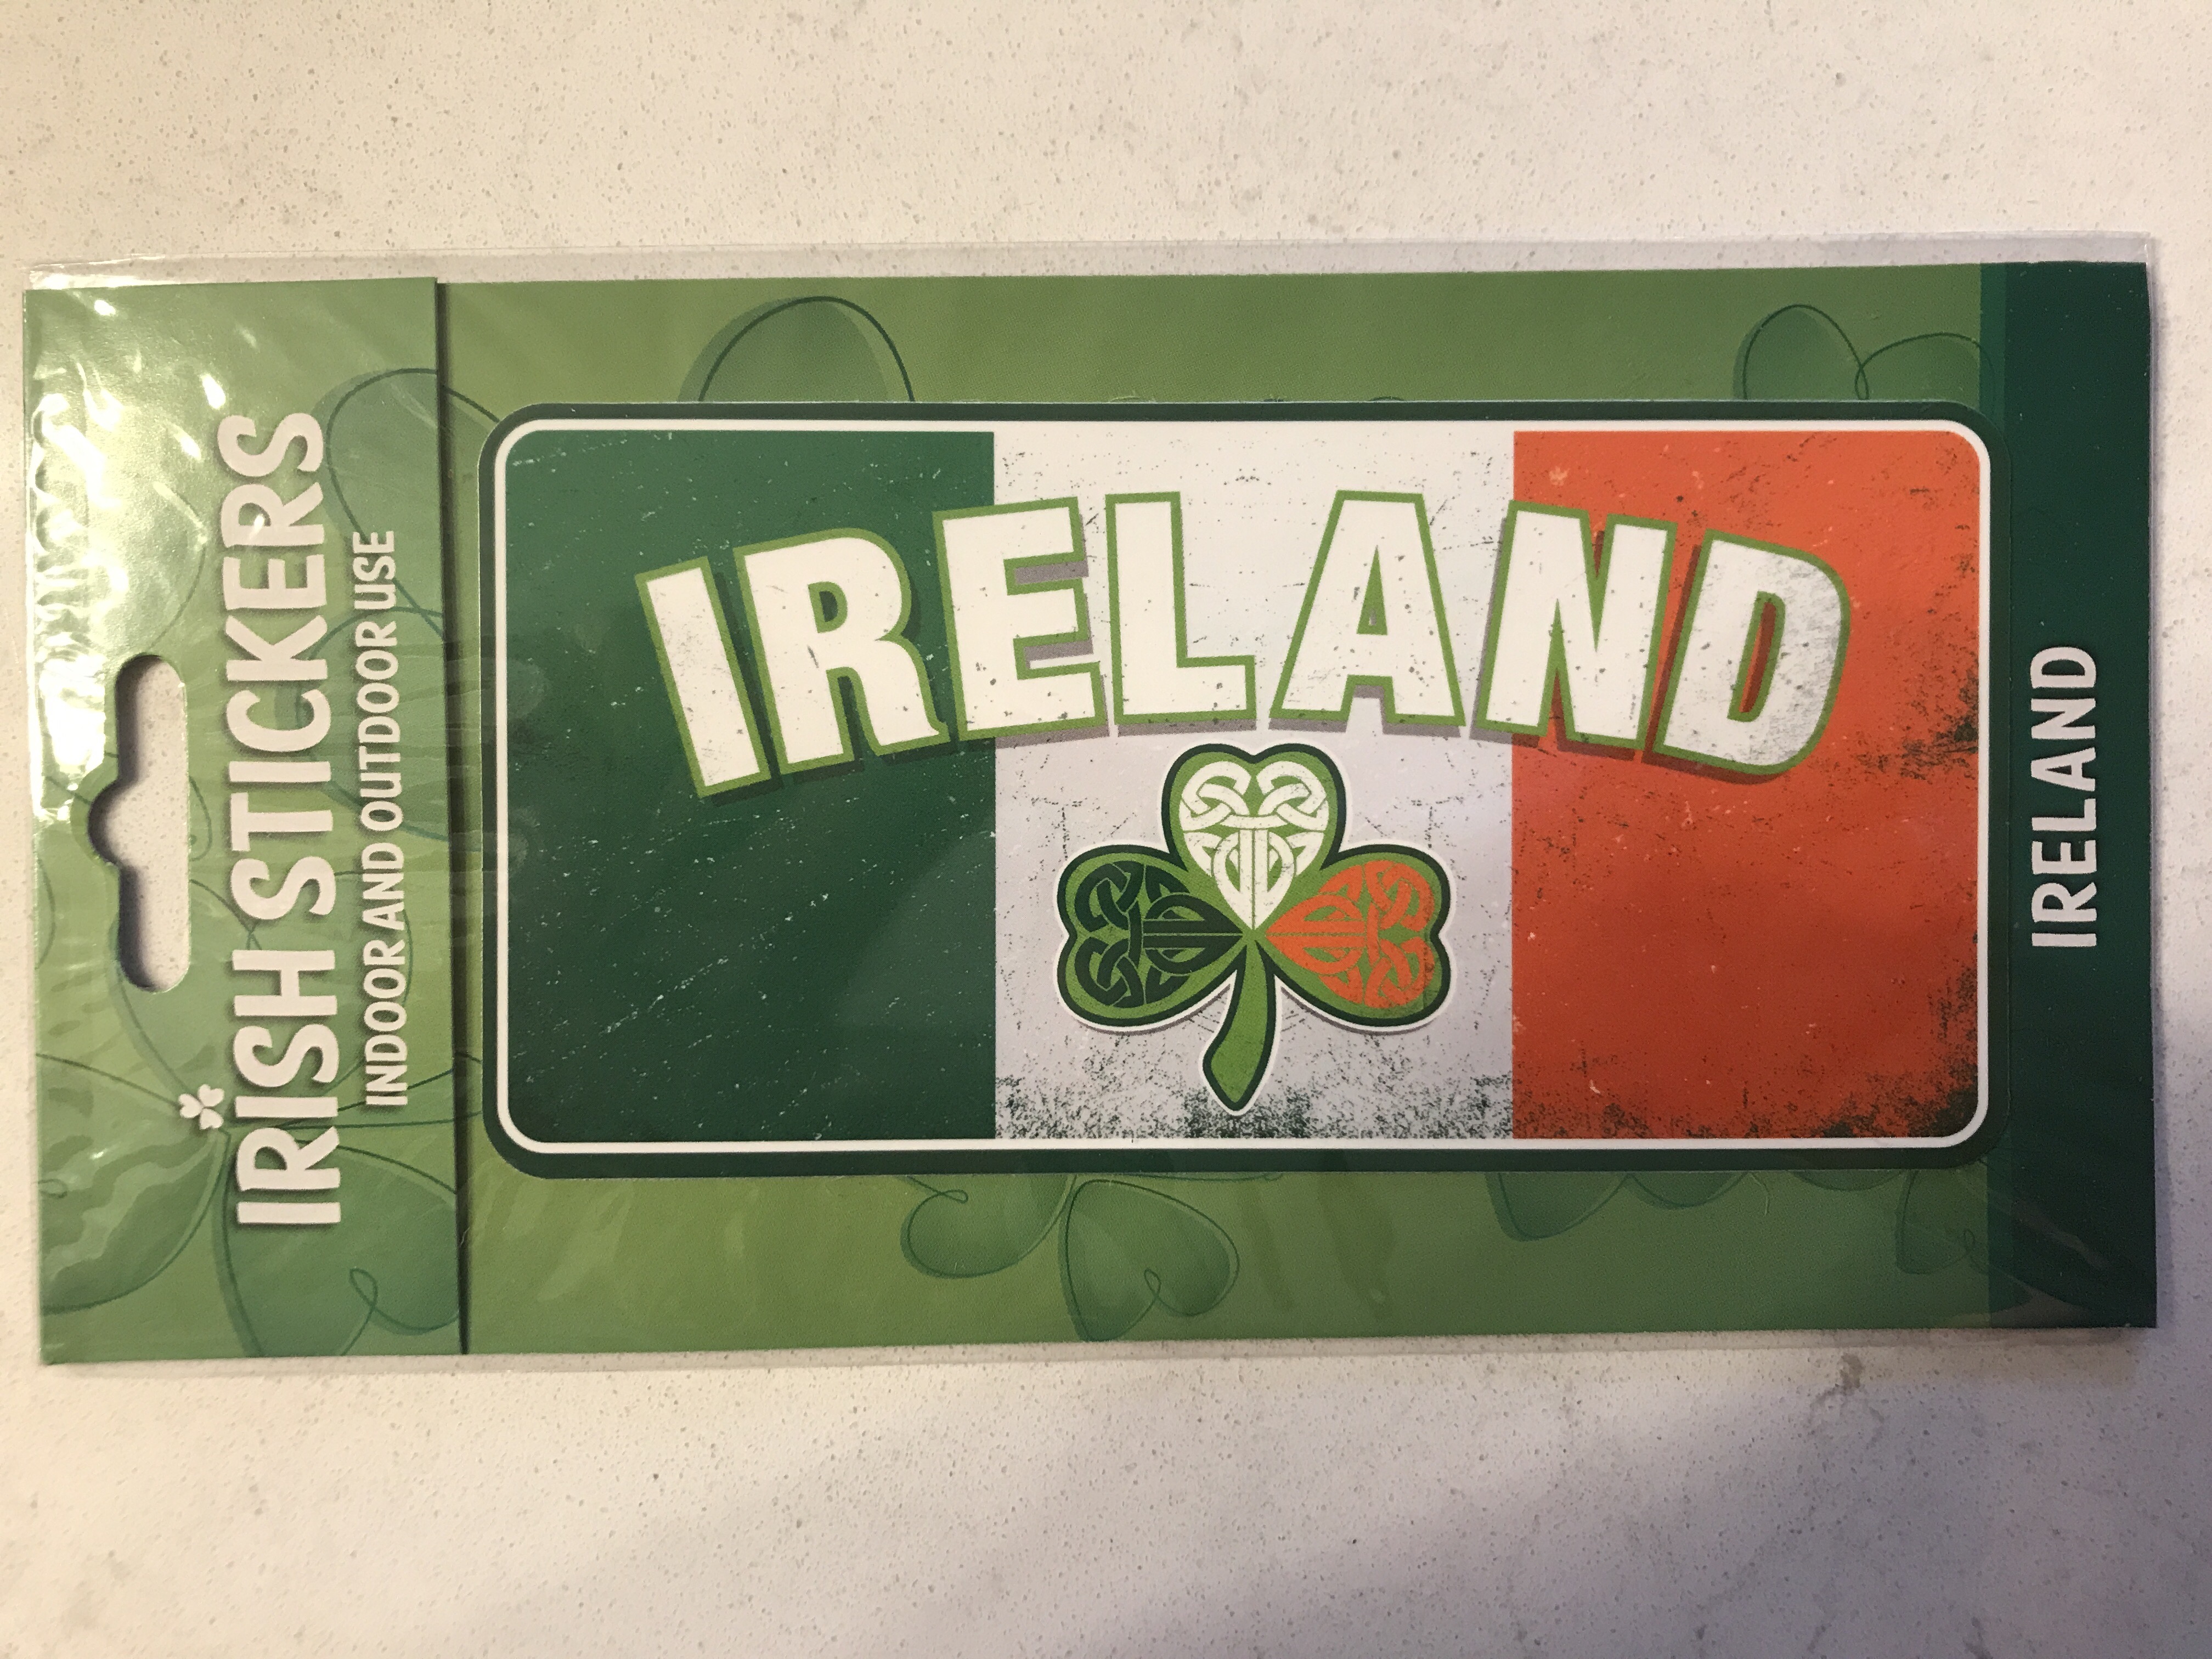 IRISH STICKERS
INDOOR AND OUTDOOR USE
IRELAND
IRELAND